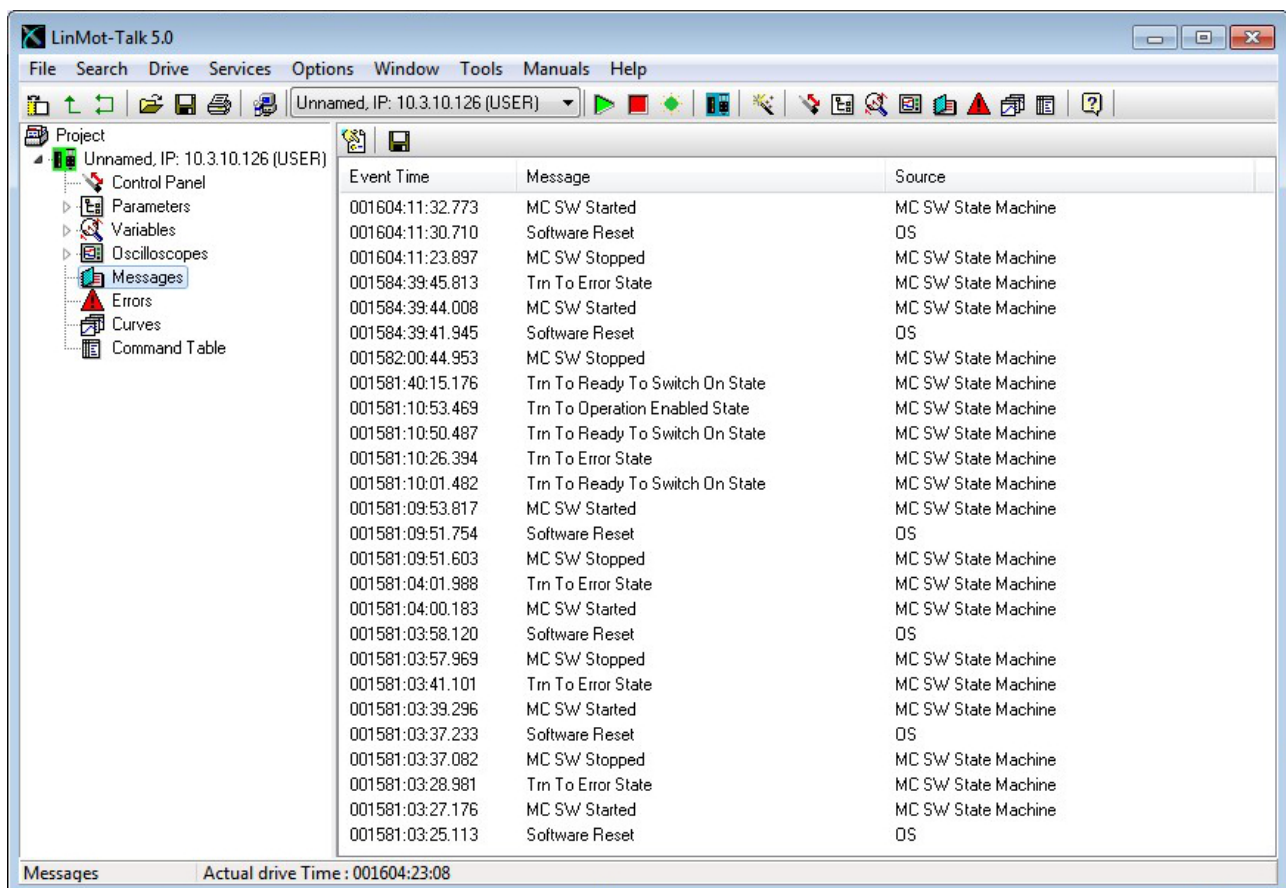 LinMot-Talk 5.0
File Search Drive Services Options Window Tools Manuals Help
Unnamed, IP: 10.3.10.126 (USER)
Project
Unnamed, IP: 10.3.10.126 (USER)
Control Panel
Parameters
Variables
Oscilloscopes
Messages
Errors
Curves
Command Table
Event Time Message Source
001604:11:32.773 MC SW Started MC SW State Machine
001604:11:30.710 Software Reset OS
001604:11:23.897 MC SW Stopped MC SW State Machine
001584:39:45.813 Trn To Error State MC SW State Machine
001584:39:44.008 MC SW Started MC SW State Machine
001584:39:41.945 Software Reset OS
001582:00:44.953 MC SW Stopped MC SW State Machine
001581:40:15.176 Trn To Ready To Switch On State MC SW State Machine
001581:10:53.469 Trn To Operation Enabled State MC SW State Machine
001581:10:50.487 Trn To Ready To Switch On State MC SW State Machine
001581:10:26.394 Trn To Error State MC SW State Machine
001581:10:01.482 Trn To Ready To Switch On State MC SW State Machine
001581:09:53.817 MC SW Started MC SW State Machine
001581:09:51.754 Software Reset OS
001581:09:51.603 MC SW Stopped MC SW State Machine
001581:04:01.988 Trn To Error State MC SW State Machine
001581:04:00.183 MC SW Started MC SW State Machine
001581:03:58.120 Software Reset OS
001581:03:57.969 MC SW Stopped MC SW State Machine
001581:03:41.101 Trn To Error State MC SW State Machine
001581:03:39.296 MC SW Started MC SW State Machine
001581:03:37.233 Software Reset OS
001581:03:37.082 MC SW Stopped MC SW State Machine
001581:03:28.981 Trn To Error State MC SW State Machine
001581:03:27.176 MC SW Started MC SW State Machine
001581:03:25.113 Software Reset OS
Messages Actual drive Time : 001604:23:08